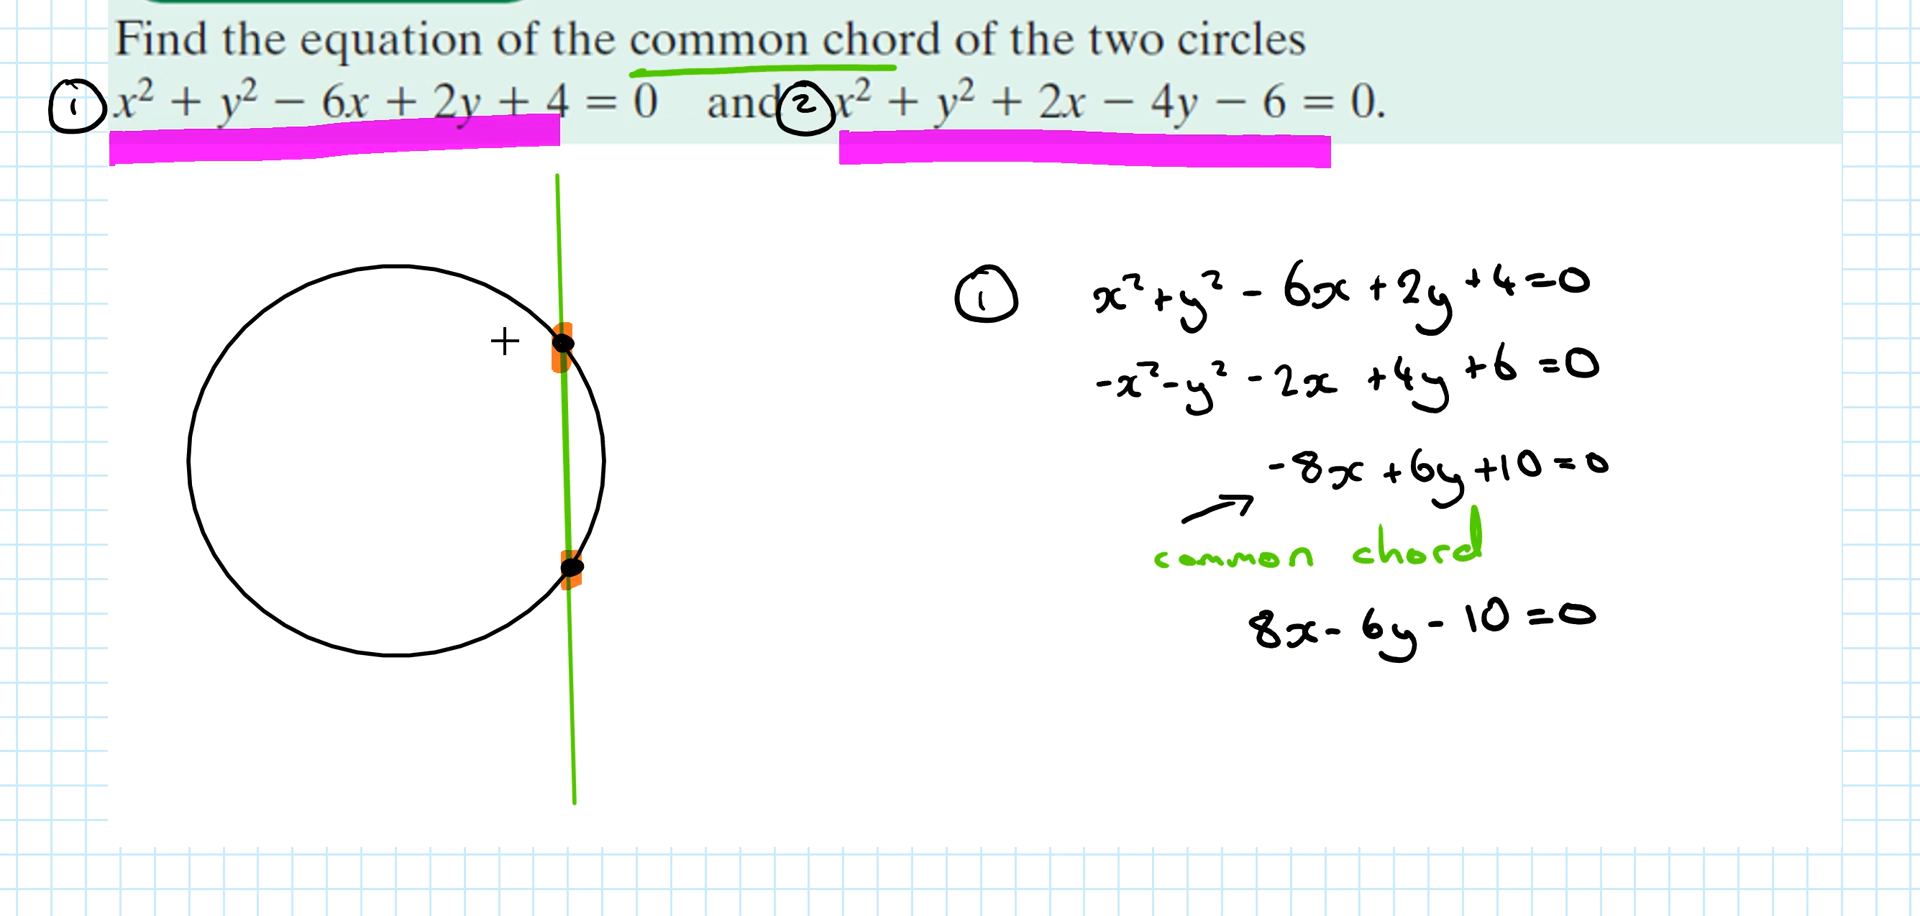 Find the equation of the common chord of the two circles
① x² + y² − 6x + 2y + 4 = 0 and ② x² + y² + 2x − 4y − 6 = 0.
① x² + y² - 6x + 2y + 4 = 0
-x² - y² - 2x + 4y + 6 = 0
-8x + 6y + 10 = 0
common chord
8x - 6y - 10 = 0